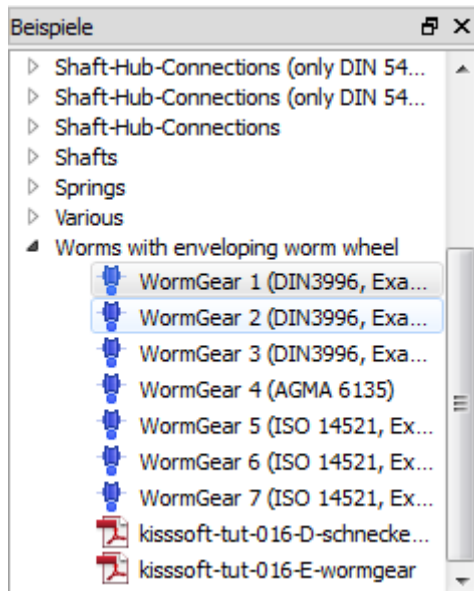 Beispiele
Shaft-Hub-Connections (only DIN 54...
Shaft-Hub-Connections (only DIN 54...
Shaft-Hub-Connections
Shafts
Springs
Various
Worms with enveloping worm wheel
WormGear 1 (DIN3996, Exa...
WormGear 2 (DIN3996, Exa...
WormGear 3 (DIN3996, Exa...
WormGear 4 (AGMA 6135)
WormGear 5 (ISO 14521, Ex...
WormGear 6 (ISO 14521, Ex...
WormGear 7 (ISO 14521, Ex...
kisssoft-tut-016-D-schnecke...
kisssoft-tut-016-E-wormgear